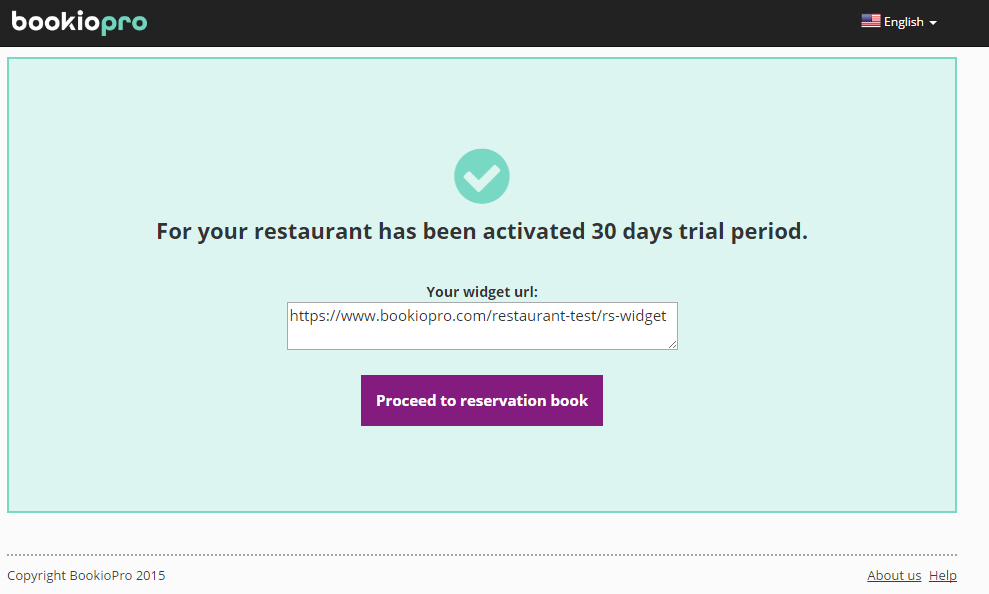 bookiopro
English
For your restaurant has been activated 30 days trial period.
Your widget url:
https://www.bookiopro.com/restaurant-test/rs-widget
Proceed to reservation book
Copyright BookioPro 2015
About us Help